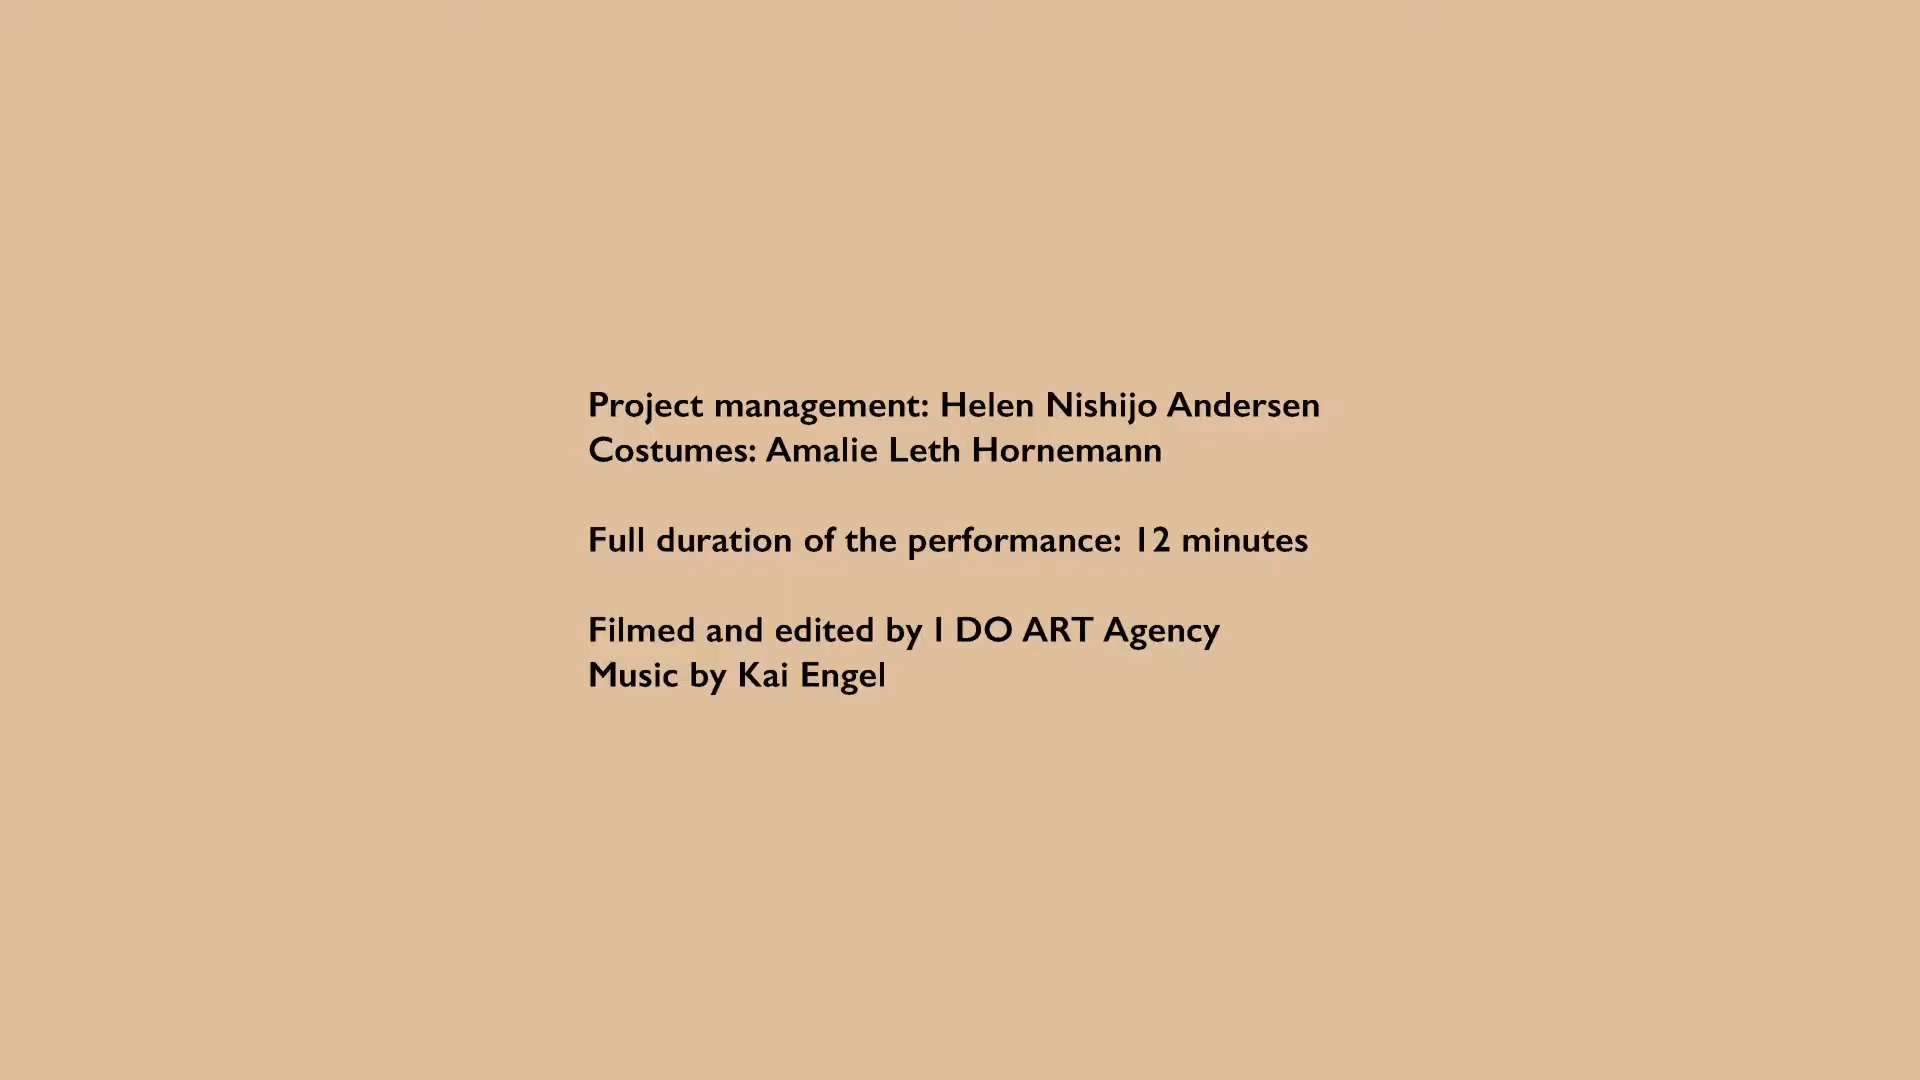 Project management: Helen Nishijo Andersen
Costumes: Amalie Leth Hornemann
Full duration of the performance: 12 minutes
Filmed and edited by I DO ART Agency
Music by Kai Engel